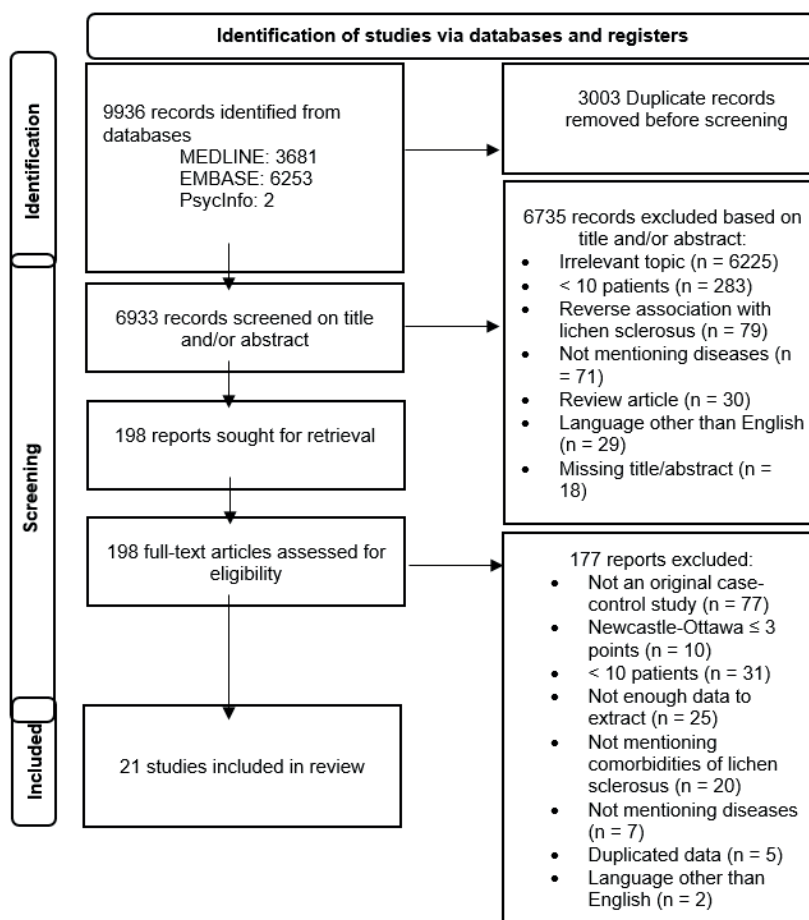 Identification of studies via databases and registers
Identification
9936 records identified from
databases
MEDLINE: 3681
EMBASE: 6253
PsycInfo: 2
3003 Duplicate records
removed before screening
Screening
6933 records screened on title
and/or abstract
6735 records excluded based on
title and/or abstract:
• Irrelevant topic (n = 6225)
• < 10 patients (n = 283)
• Reverse association with
lichen sclerosus (n = 79)
• Not mentioning diseases (n
= 71)
• Review article (n = 30)
• Language other than English
(n = 29)
• Missing title/abstract (n =
18)
198 reports sought for retrieval
198 full-text articles assessed for
eligibility
177 reports excluded:
• Not an original case-
control study (n = 77)
• Newcastle-Ottawa ≤ 3
points (n = 10)
• < 10 patients (n = 31)
• Not enough data to
extract (n = 25)
• Not mentioning
comorbidities of lichen
sclerosus (n = 20)
• Not mentioning diseases
(n = 7)
• Duplicated data (n = 5)
• Language other than
English (n = 2)
Included
21 studies included in review